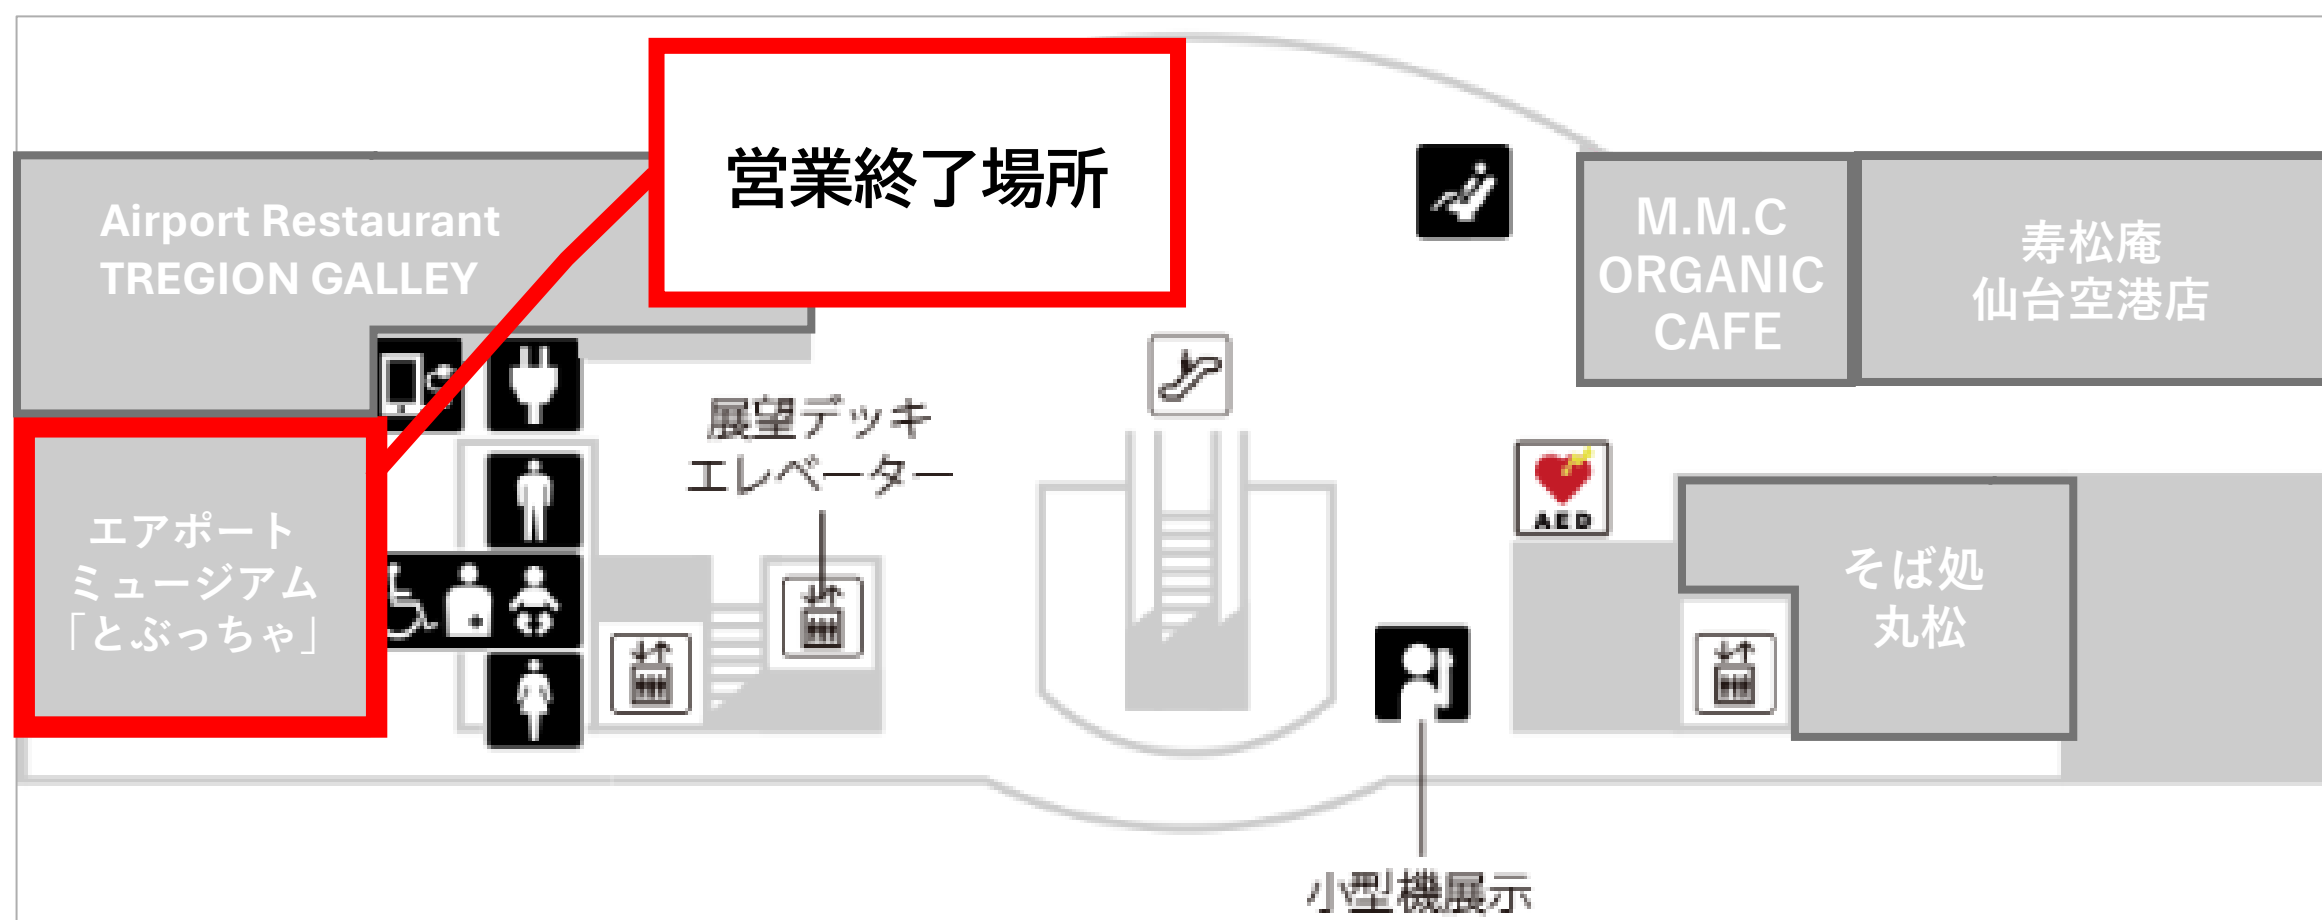 営業終了場所
Airport Restaurant
TREGION GALLEY
M.M.C
ORGANIC
CAFE
寿松庵
仙台空港店
展望デッキ
エレベーター
AED
エアポート
ミュージアム
「とぶっちゃ」
そば処
丸松
小型機展示